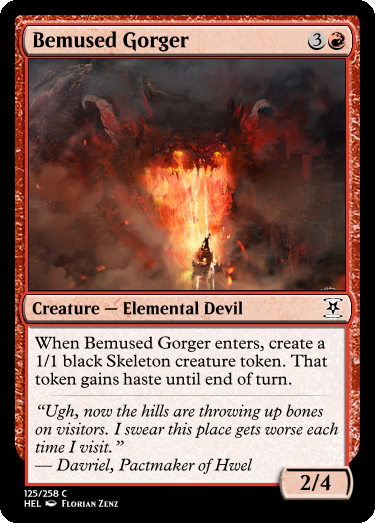 Bemused Gorger
3
Creature — Elemental Devil
When Bemused Gorger enters, create a
1/1 black Skeleton creature token. That
token gains haste until end of turn.
“Ugh, now the hills are throwing up bones
on visitors. I swear this place gets worse each
time I visit.”
— Davriel, Pactmaker of Hwel
2/4
125/258 C
HEL Florian Zenz